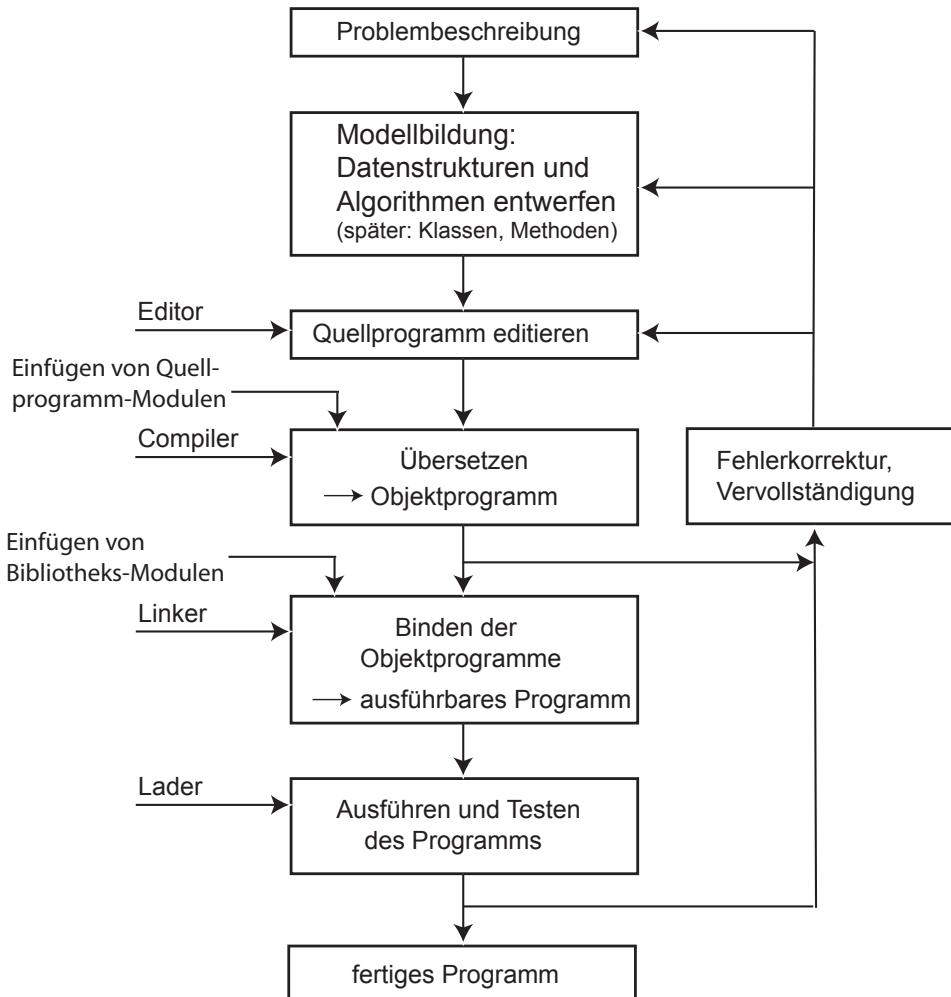 Problembeschreibung
Modellbildung:
Datenstrukturen und
Algorithmen entwerfen
(später: Klassen, Methoden)
Editor
Quellprogramm editieren
Einfügen von Quell-
programm-Modulen
Compiler
Übersetzen
Objektprogramm
Fehlerkorrektur,
Vervollständigung
Einfügen von
Bibliotheks-Modulen
Linker
Binden der
Objektprogramme
ausführbares Programm
Lader
Ausführen und Testen
des Programms
fertiges Programm